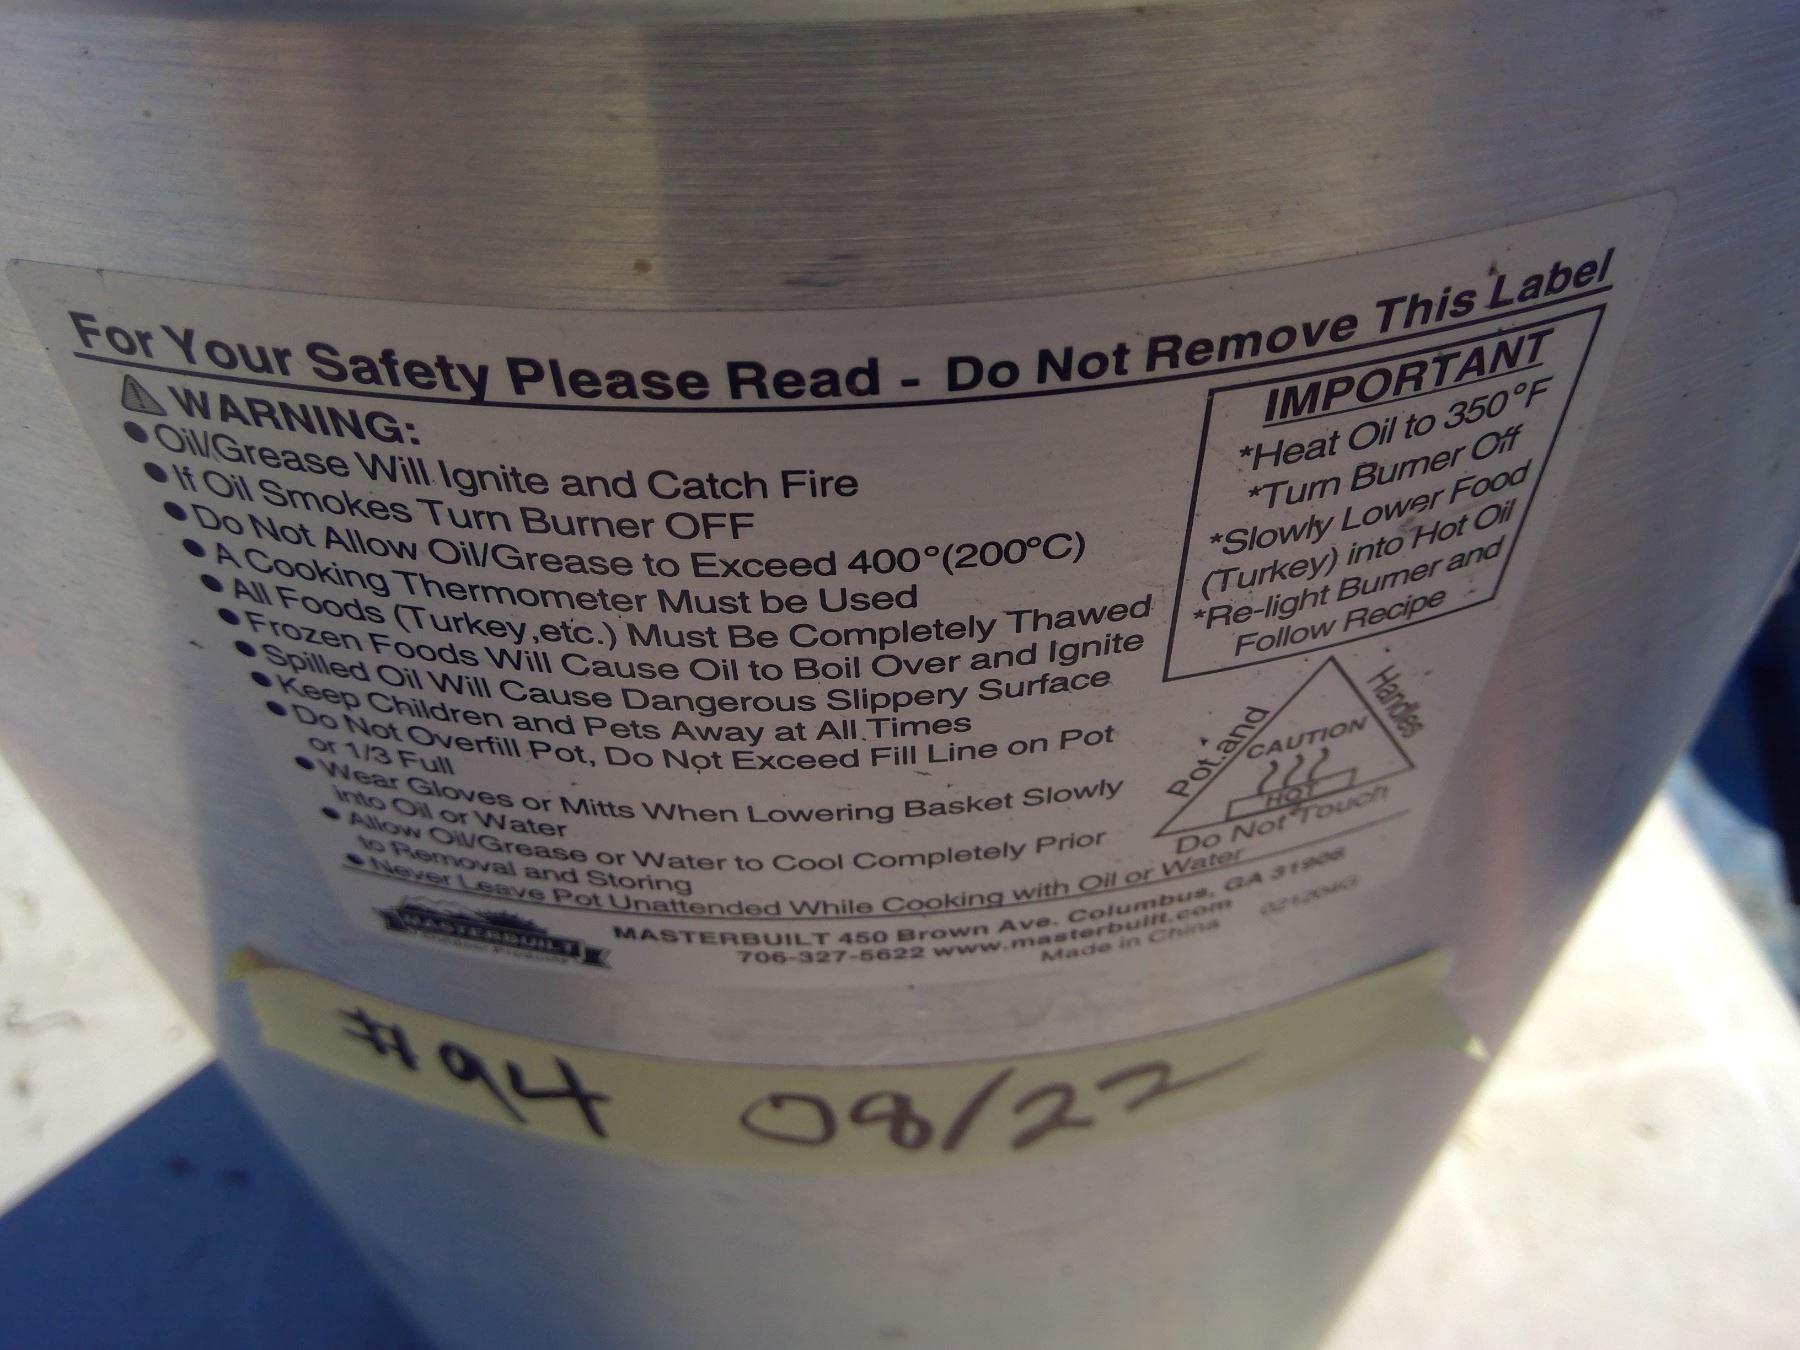 For Your Safety Please Read - Do Not Remove This Label
WARNING:
•Oil/Grease Will Ignite and Catch Fire
•If Oil Smokes Turn Burner OFF
•Do Not Allow Oil/Grease to Exceed 400°(200°C)
•A Cooking Thermometer Must be Used
•All Foods (Turkey,etc.) Must Be Completely Thawed
•Frozen Foods Will Cause Oil to Boil Over and Ignite
•Spilled Oil Will Cause Dangerous Slippery Surface
•Keep Children and Pets Away at All Times
•Do Not Overfill Pot, Do Not Exceed Fill Line on Pot
or 1/3 Full
•Wear Gloves or Mitts When Lowering Basket Slowly
into Oil or Water
•Allow Oil/Grease or Water to Cool Completely Prior
to Removal and Storing
•Never Leave Pot Unattended While Cooking with Oil or Water
IMPORTANT
*Heat Oil to 350°F
*Turn Burner Off
*Slowly Lower Food
(Turkey) into Hot Oil
*Re-light Burner and
Follow Recipe
Pot and
Handles
CAUTION
HOT
Do Not Touch
MASTERBUILT
MASTERBUILT 450 Brown Ave. Columbus, GA 31906
706-327-5622 www.masterbuilt.com
Made in China
#94 08/22